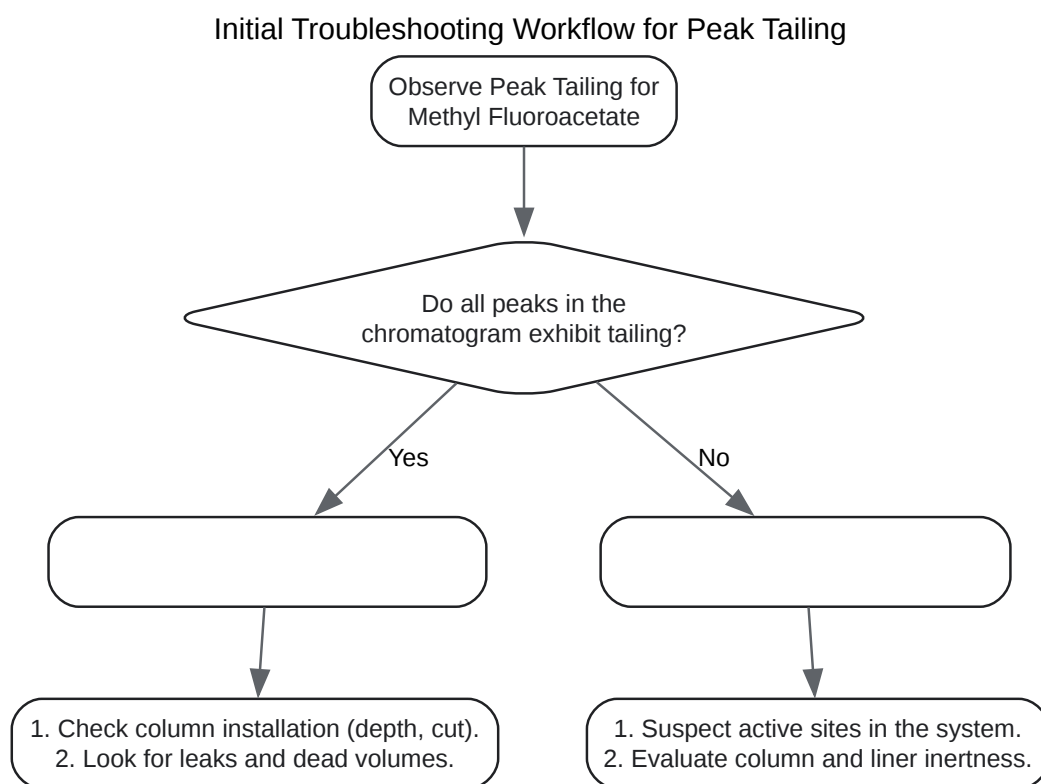 Initial Troubleshooting Workflow for Peak Tailing
Observe Peak Tailing for
Methyl Fluoroacetate
Do all peaks in the
chromatogram exhibit tailing?
Yes
No
1. Check column installation (depth, cut).
2. Look for leaks and dead volumes.
1. Suspect active sites in the system.
2. Evaluate column and liner inertness.